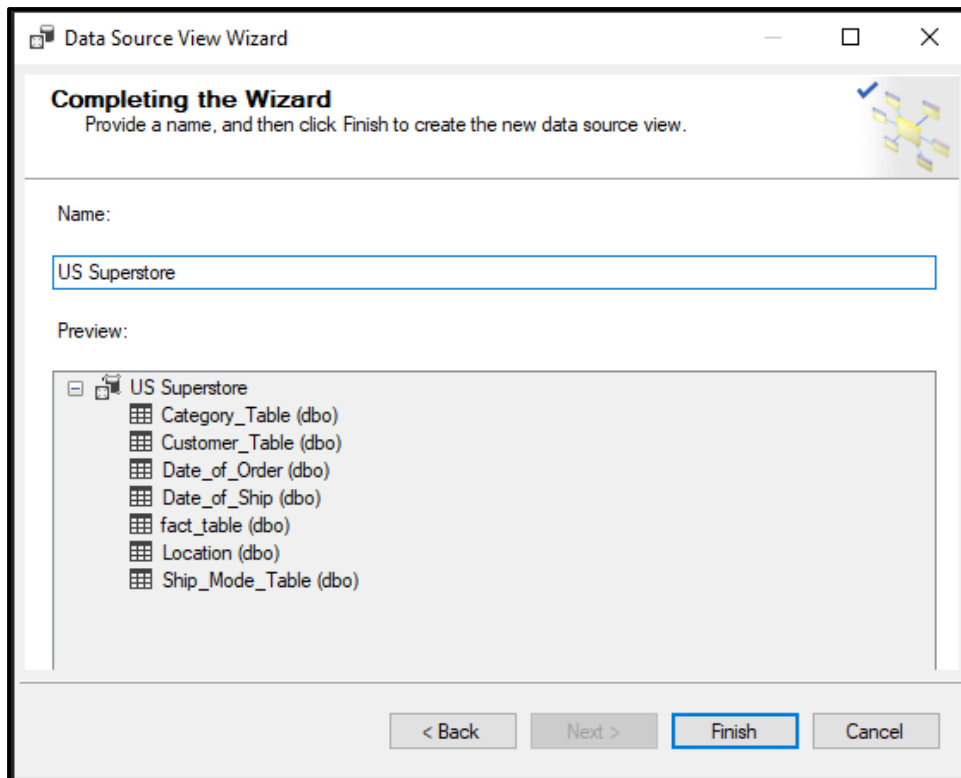 Data Source View Wizard
Completing the Wizard
Provide a name, and then click Finish to create the new data source view.
Name:
US Superstore
Preview:
US Superstore
Category_Table (dbo)
Customer_Table (dbo)
Date_of_Order (dbo)
Date_of_Ship (dbo)
fact_table (dbo)
Location (dbo)
Ship_Mode_Table (dbo)
< Back Next > Finish Cancel